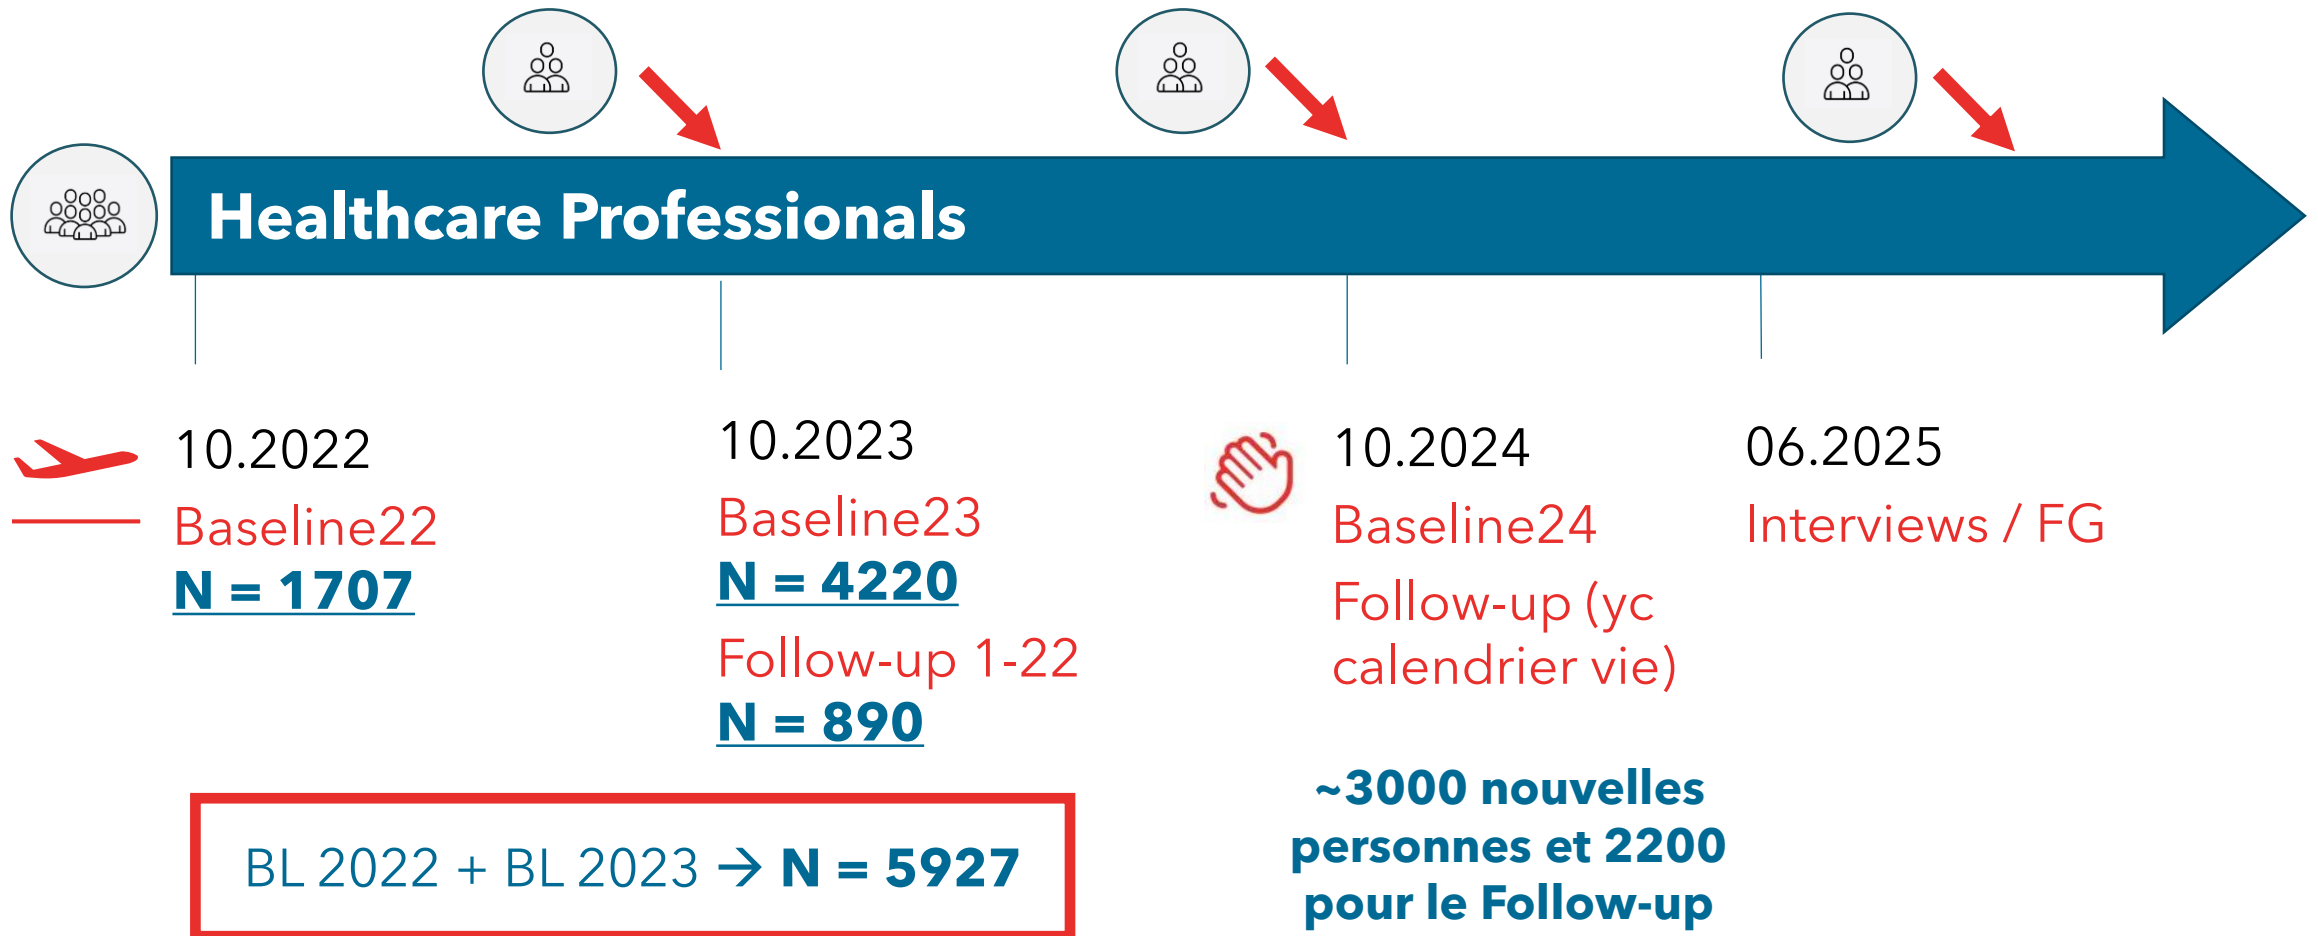 Healthcare Professionals
10.2022
Baseline22
N = 1707
10.2023
Baseline23
N = 4220
Follow-up 1-22
N = 890
10.2024
Baseline24
Follow-up (yc
calendrier vie)
~3000 nouvelles
personnes et 2200
pour le Follow-up
06.2025
Interviews / FG
BL 2022 + BL 2023 → N = 5927